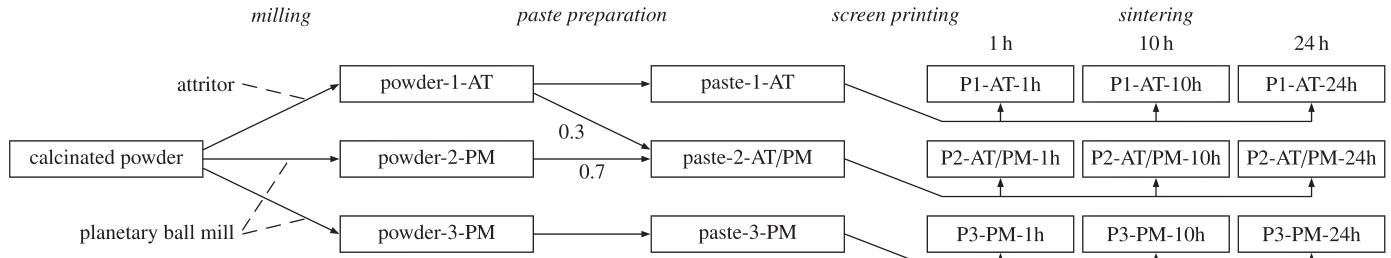 milling paste preparation screen printing sintering
1 h 10 h 24 h
attritor powder-1-AT paste-1-AT P1-AT-1h P1-AT-10h P1-AT-24h
0.3
calcinated powder powder-2-PM paste-2-AT/PM P2-AT/PM-1h P2-AT/PM-10h P2-AT/PM-24h
0.7
planetary ball mill powder-3-PM paste-3-PM P3-PM-1h P3-PM-10h P3-PM-24h